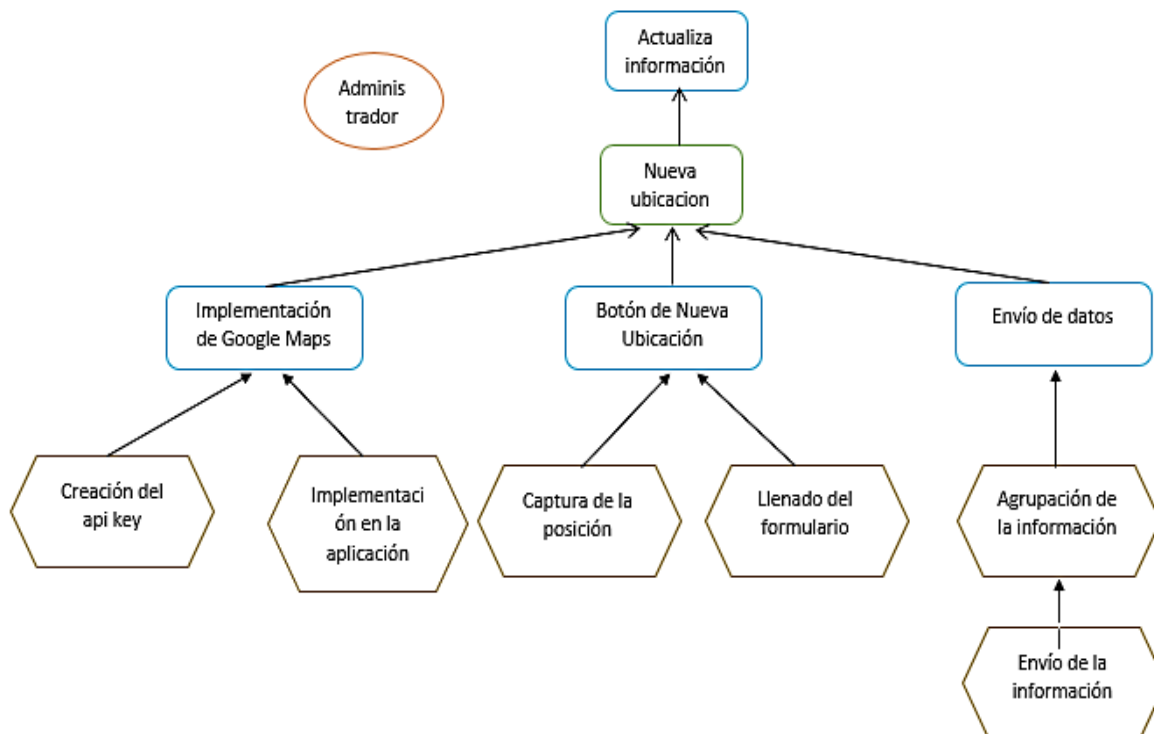 Actualiza
información
Adminis
trador
Nueva
ubicacion
Implementación
de Google Maps
Botón de Nueva
Ubicación
Envío de datos
Creación del
api key
Implementaci
ón en la
aplicación
Captura de la
posición
Llenado del
formulario
Agrupación de
la información
Envío de la
información